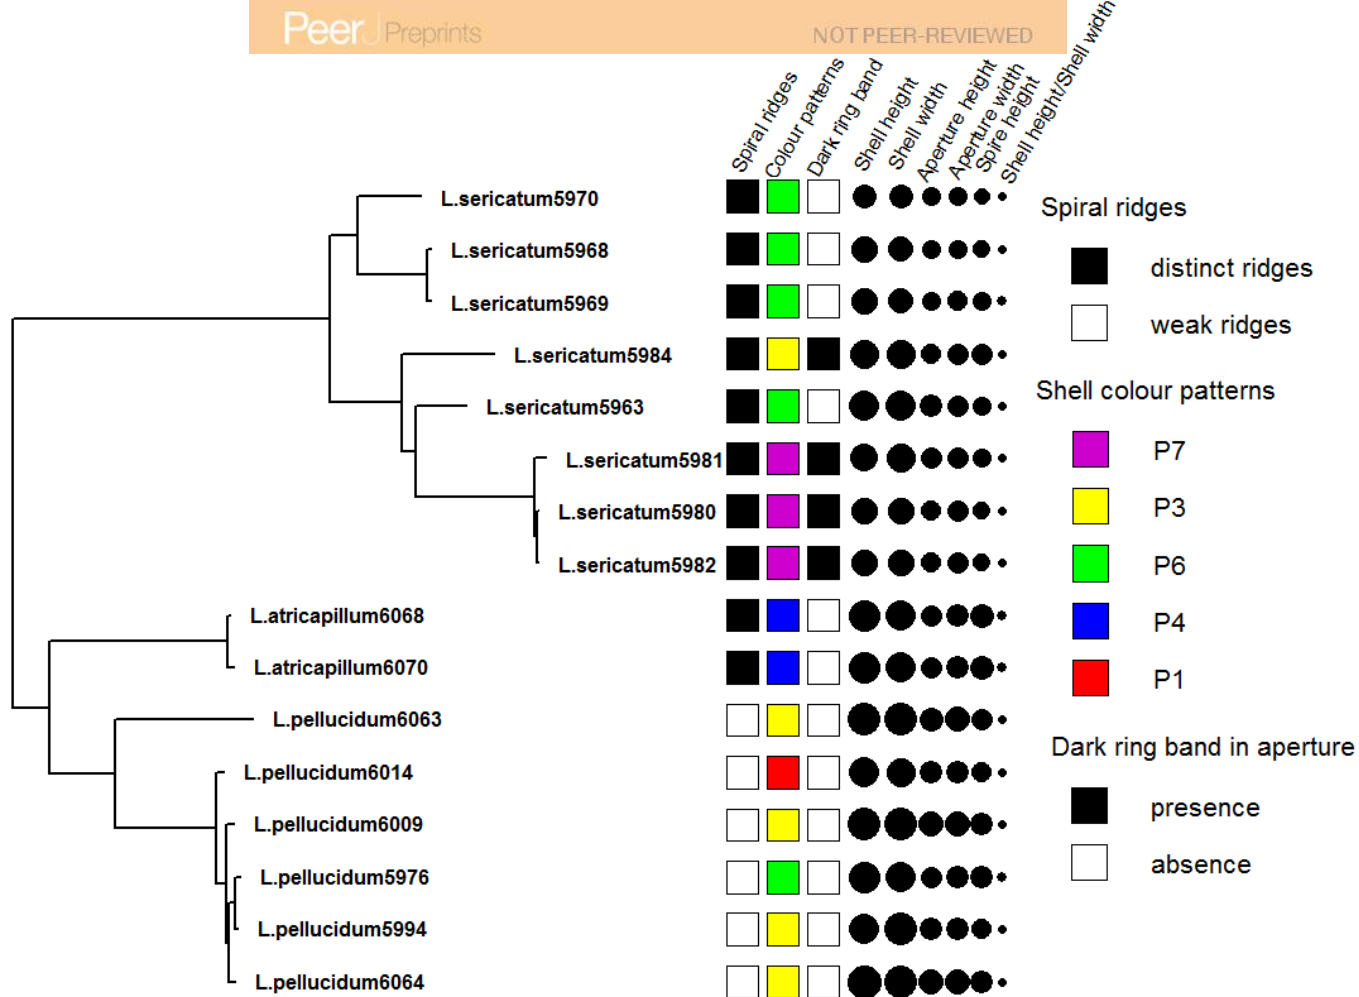 PeerJ Preprints
NOT PEER-REVIEWED
Spiral ridges
Colour patterns
Dark ring band
Shell height
Shell width
Aperture height
Aperture width
Spire height
Shell height/Shell width
L.sericatum5970
L.sericatum5968
L.sericatum5969
L.sericatum5984
L.sericatum5963
L.sericatum5981
L.sericatum5980
L.sericatum5982
L.atricapillum6068
L.atricapillum6070
L.pellucidum6063
L.pellucidum6014
L.pellucidum6009
L.pellucidum5976
L.pellucidum5994
L.pellucidum6064
Spiral ridges
distinct ridges
weak ridges
Shell colour patterns
P7
P3
P6
P4
P1
Dark ring band in aperture
presence
absence